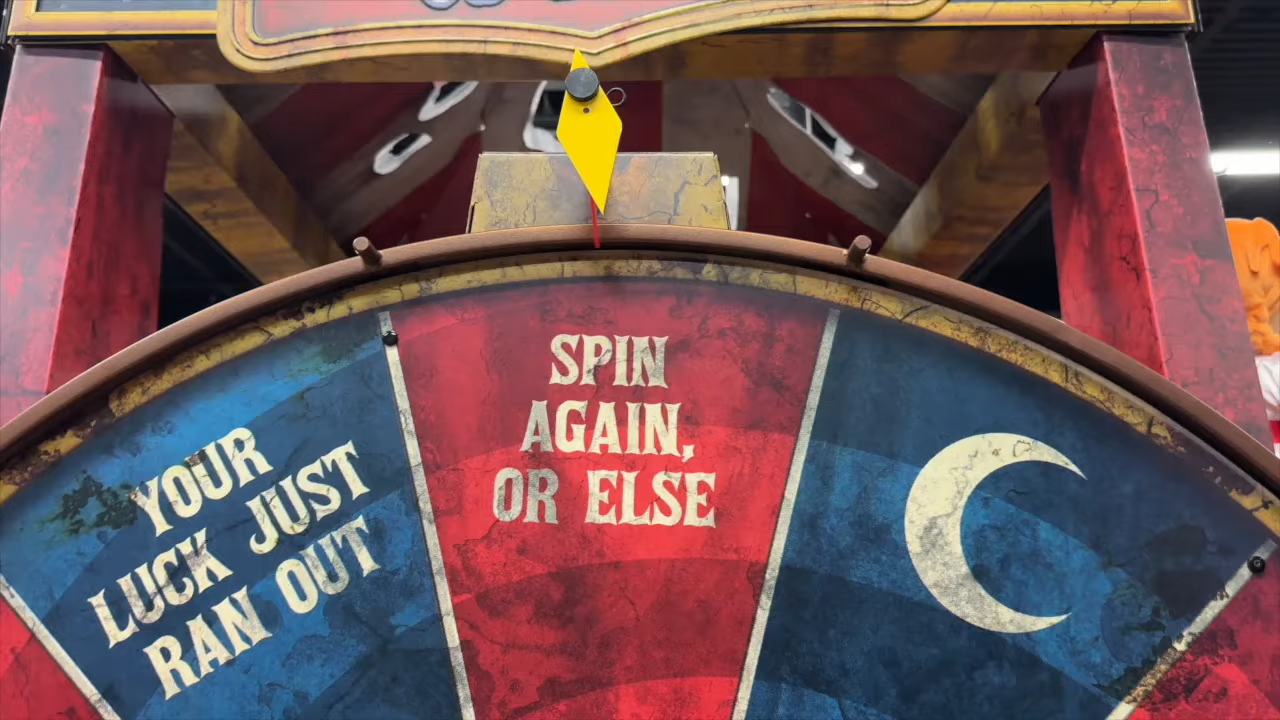 YOUR
LUCK JUST
RAN OUT
SPIN
AGAIN,
OR ELSE